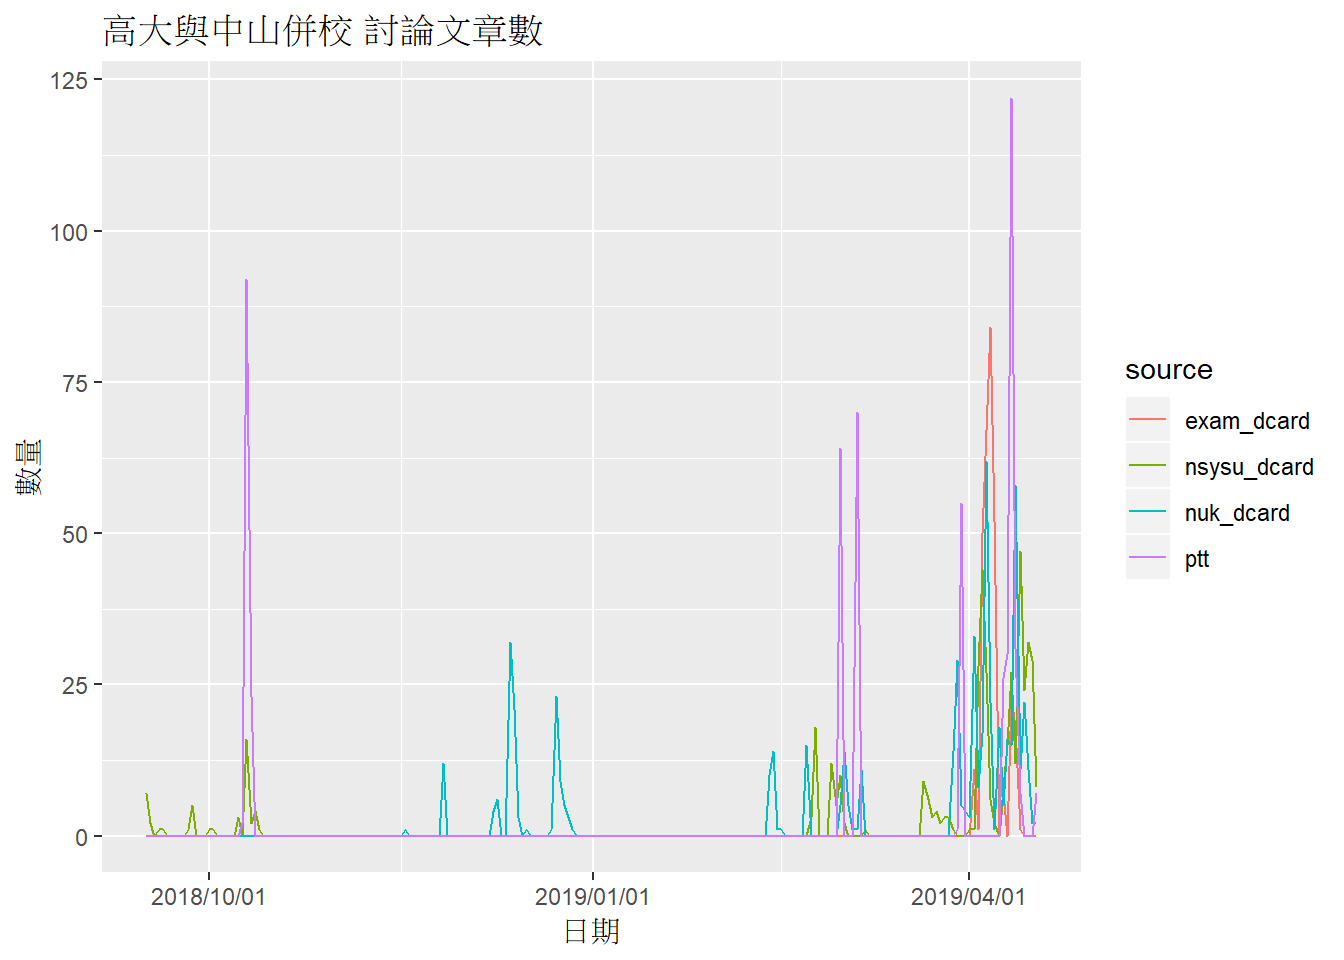 高大與中山併校 討論文章數
125
100
75
50
25
0
數量
2018/10/01
2019/01/01
2019/04/01
日期
source
exam_dcard
nsysu_dcard
nuk_dcard
ptt